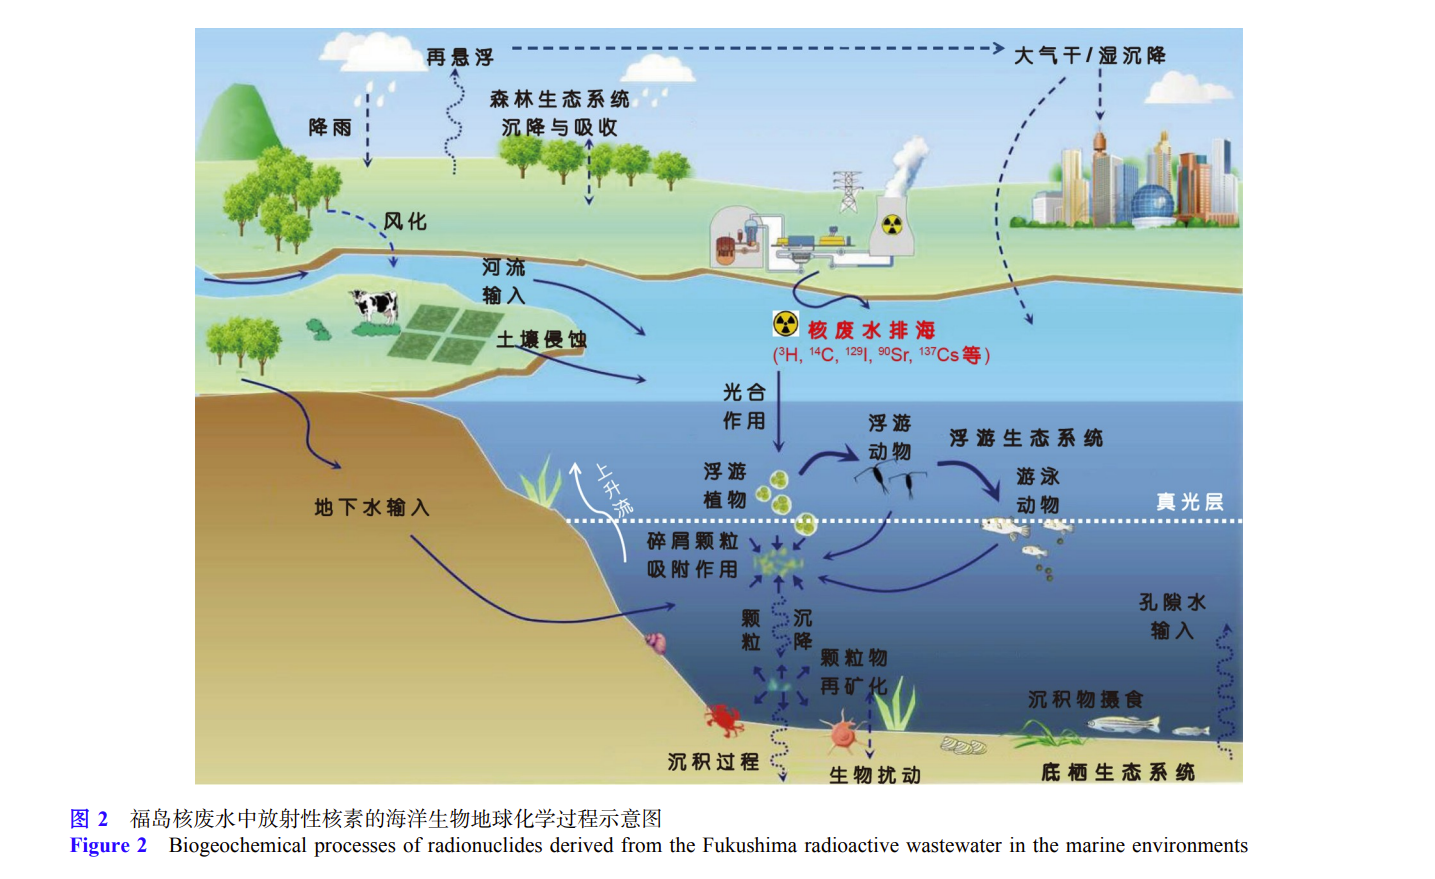 再悬浮
大气干/湿沉降
森林生态系统
沉降与吸收
降雨
风化
河流
输入
土壤侵蚀
核废水排海
(³H, ¹⁴C, ¹²⁹I, ⁹⁰Sr, ¹³⁷Cs等)
光合
作用
浮游
动物
浮游生态系统
浮游
植物
游泳
动物
上升流
真光层
地下水输入
碎屑颗粒
吸附作用
颗粒
沉降
孔隙水
输入
颗粒物
再矿化
沉积物摄食
沉积过程
生物扰动
底栖生态系统
图 2 福岛核废水中放射性核素的海洋生物地球化学过程示意图
Figure 2 Biogeochemical processes of radionuclides derived from the Fukushima radioactive wastewater in the marine environments